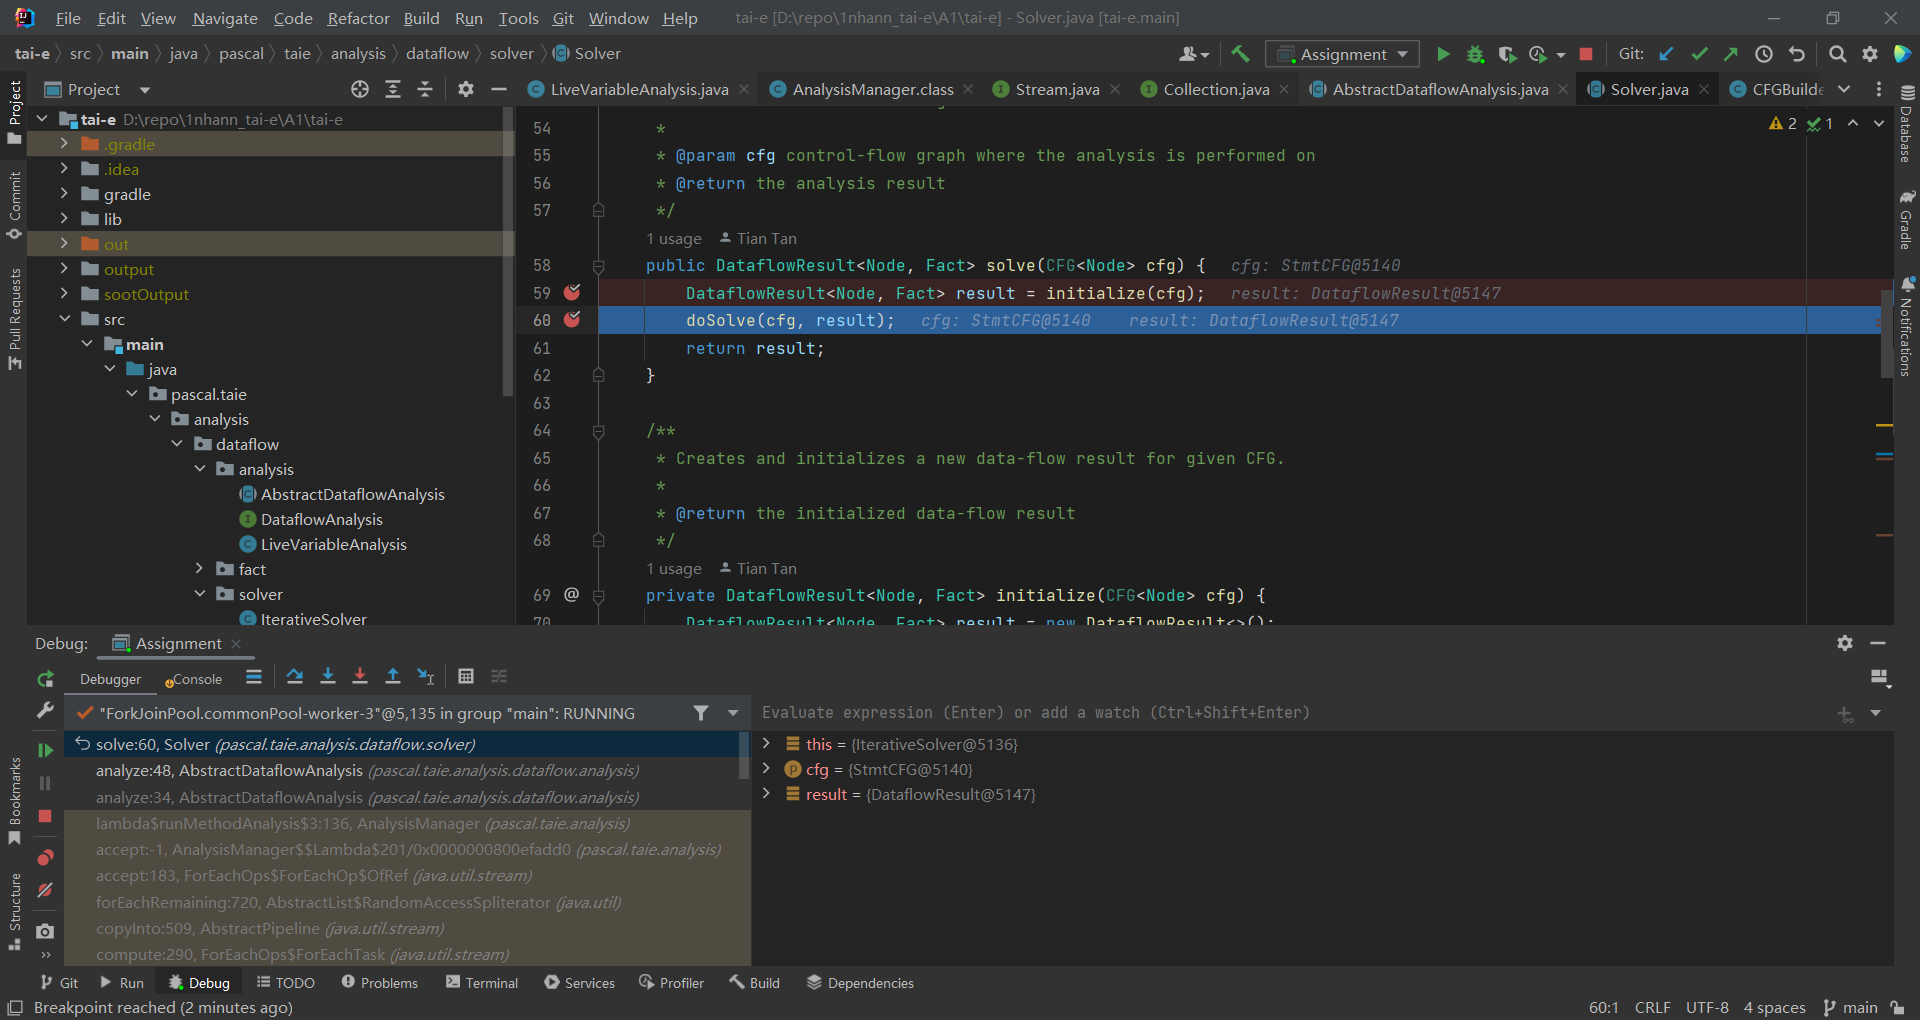 File Edit View Navigate Code Refactor Build Run Tools Git Window Help tai-e [D:\repo\1nhann_tai-e\A1\tai-e] - Solver.java [tai-e.main]
tai-e src main java pascal taie analysis dataflow solver Solver Assignment Git:
Project LiveVariableAnalysis.java AnalysisManager.class Stream.java Collection.java AbstractDataflowAnalysis.java Solver.java CFGBuilde
Project
Commit
Pull Requests
Bookmarks
Structure
tai-e D:\repo\1nhann_tai-e\A1\tai-e
.gradle
.idea
gradle
lib
out
output
sootOutput
src
main
java
pascal.taie
analysis
dataflow
analysis
AbstractDataflowAnalysis
DataflowAnalysis
LiveVariableAnalysis
fact
solver
IterativeSolver
2 1
54 *
55 * @param cfg control-flow graph where the analysis is performed on
56 * @return the analysis result
57 */
1 usage Tian Tan
58 public DataflowResult<Node, Fact> solve(CFG<Node> cfg) { cfg: StmtCFG@5140
59 DataflowResult<Node, Fact> result = initialize(cfg); result: DataflowResult@5147
60 doSolve(cfg, result); cfg: StmtCFG@5140 result: DataflowResult@5147
61 return result;
62 }
63
64 /**
65 * Creates and initializes a new data-flow result for given CFG.
66 *
67 * @return the initialized data-flow result
68 */
1 usage Tian Tan
69 @ private DataflowResult<Node, Fact> initialize(CFG<Node> cfg) {
70 DataflowResult<Node, Fact> result = new DataflowResult<>();
Database
Gradle
Notifications
Debug: Assignment
Debugger Console
"ForkJoinPool.commonPool-worker-3"@5,135 in group "main": RUNNING
solve:60, Solver (pascal.taie.analysis.dataflow.solver)
analyze:48, AbstractDataflowAnalysis (pascal.taie.analysis.dataflow.analysis)
analyze:34, AbstractDataflowAnalysis (pascal.taie.analysis.dataflow.analysis)
lambda$runMethodAnalysis$3:136, AnalysisManager (pascal.taie.analysis)
accept:-1, AnalysisManager$$Lambda$201/0x0000000800efadd0 (pascal.taie.analysis)
accept:183, ForEachOps$ForEachOp$OfRef (java.util.stream)
forEachRemaining:720, AbstractList$RandomAccessSpliterator (java.util)
copyInto:509, AbstractPipeline (java.util.stream)
compute:290, ForEachOps$ForEachTask (java.util.stream)
Evaluate expression (Enter) or add a watch (Ctrl+Shift+Enter)
this = {IterativeSolver@5136}
p cfg = {StmtCFG@5140}
result = {DataflowResult@5147}
Git Run Debug TODO Problems Terminal Services Profiler Build Dependencies
Breakpoint reached (2 minutes ago) 60:1 CRLF UTF-8 4 spaces main